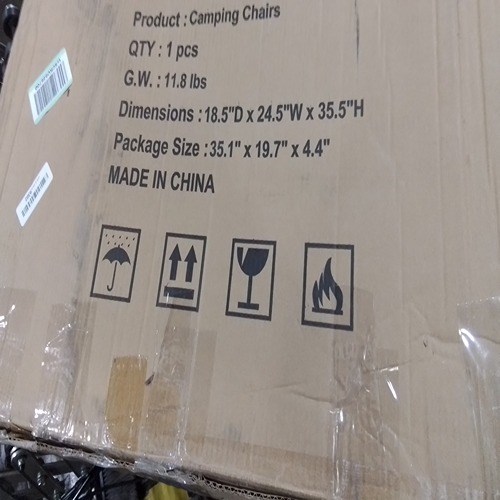 Product : Camping Chairs
QTY : 1 pcs
G.W. : 11.8 lbs
Dimensions : 18.5"D x 24.5"W x 35.5"H
Package Size : 35.1" x 19.7" x 4.4"
MADE IN CHINA